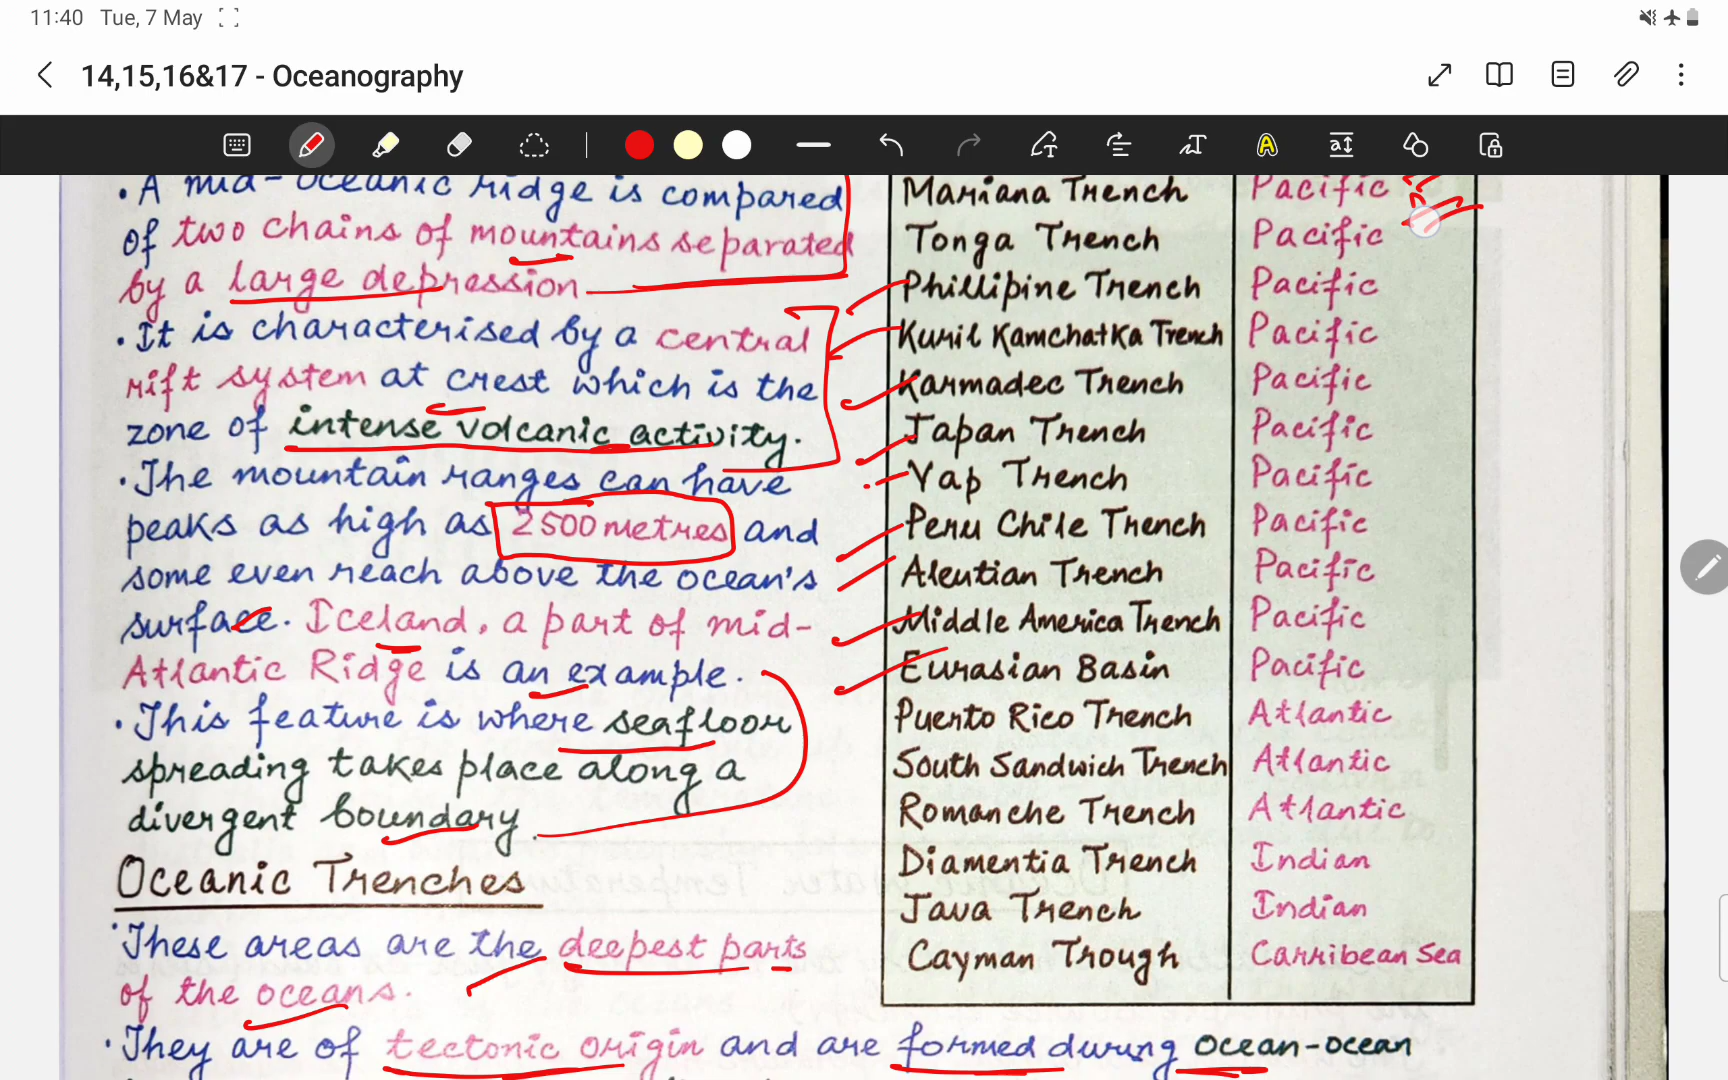 11:40 Tue, 7 May
14,15,16&17 - Oceanography
• A mid-oceanic ridge is compared
of two chains of mountains separated
by a large depression
• It is characterised by a central
rift system at crest which is the
zone of intense volcanic activity.
• The mountain ranges can have
peaks as high as 2500 metres and
some even reach above the ocean's
surface. Iceland, a part of mid-
Atlantic Ridge is an example.
• This feature is where seafloor
spreading takes place along a
divergent boundary.
Oceanic Trenches
• These areas are the deepest parts
of the oceans.
• They are of tectonic origin and are formed during ocean-ocean
Mariana Trench Pacific
Tonga Trench Pacific
Phillipine Trench Pacific
Kuril Kamchatka Trench Pacific
Karmadec Trench Pacific
Japan Trench Pacific
Yap Trench Pacific
Peru Chile Trench Pacific
Aleutian Trench Pacific
Middle America Trench Pacific
Eurasian Basin Pacific
Puerto Rico Trench Atlantic
South Sandwich Trench Atlantic
Romanche Trench Atlantic
Diamentia Trench Indian
Java Trench Indian
Cayman Trough Carribean Sea